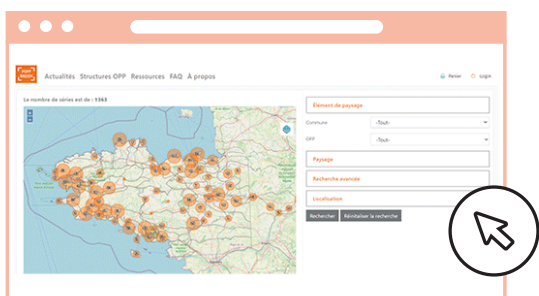 Actualités Structures OPP Ressources FAQ À propos
Panier Login
Le nombre de séries est de : 1363
Élément de paysage
Commune -Tout-
OPP -Tout-
Paysage
Recherche avancée
Localisation
Rechercher Réinitialiser la recherche